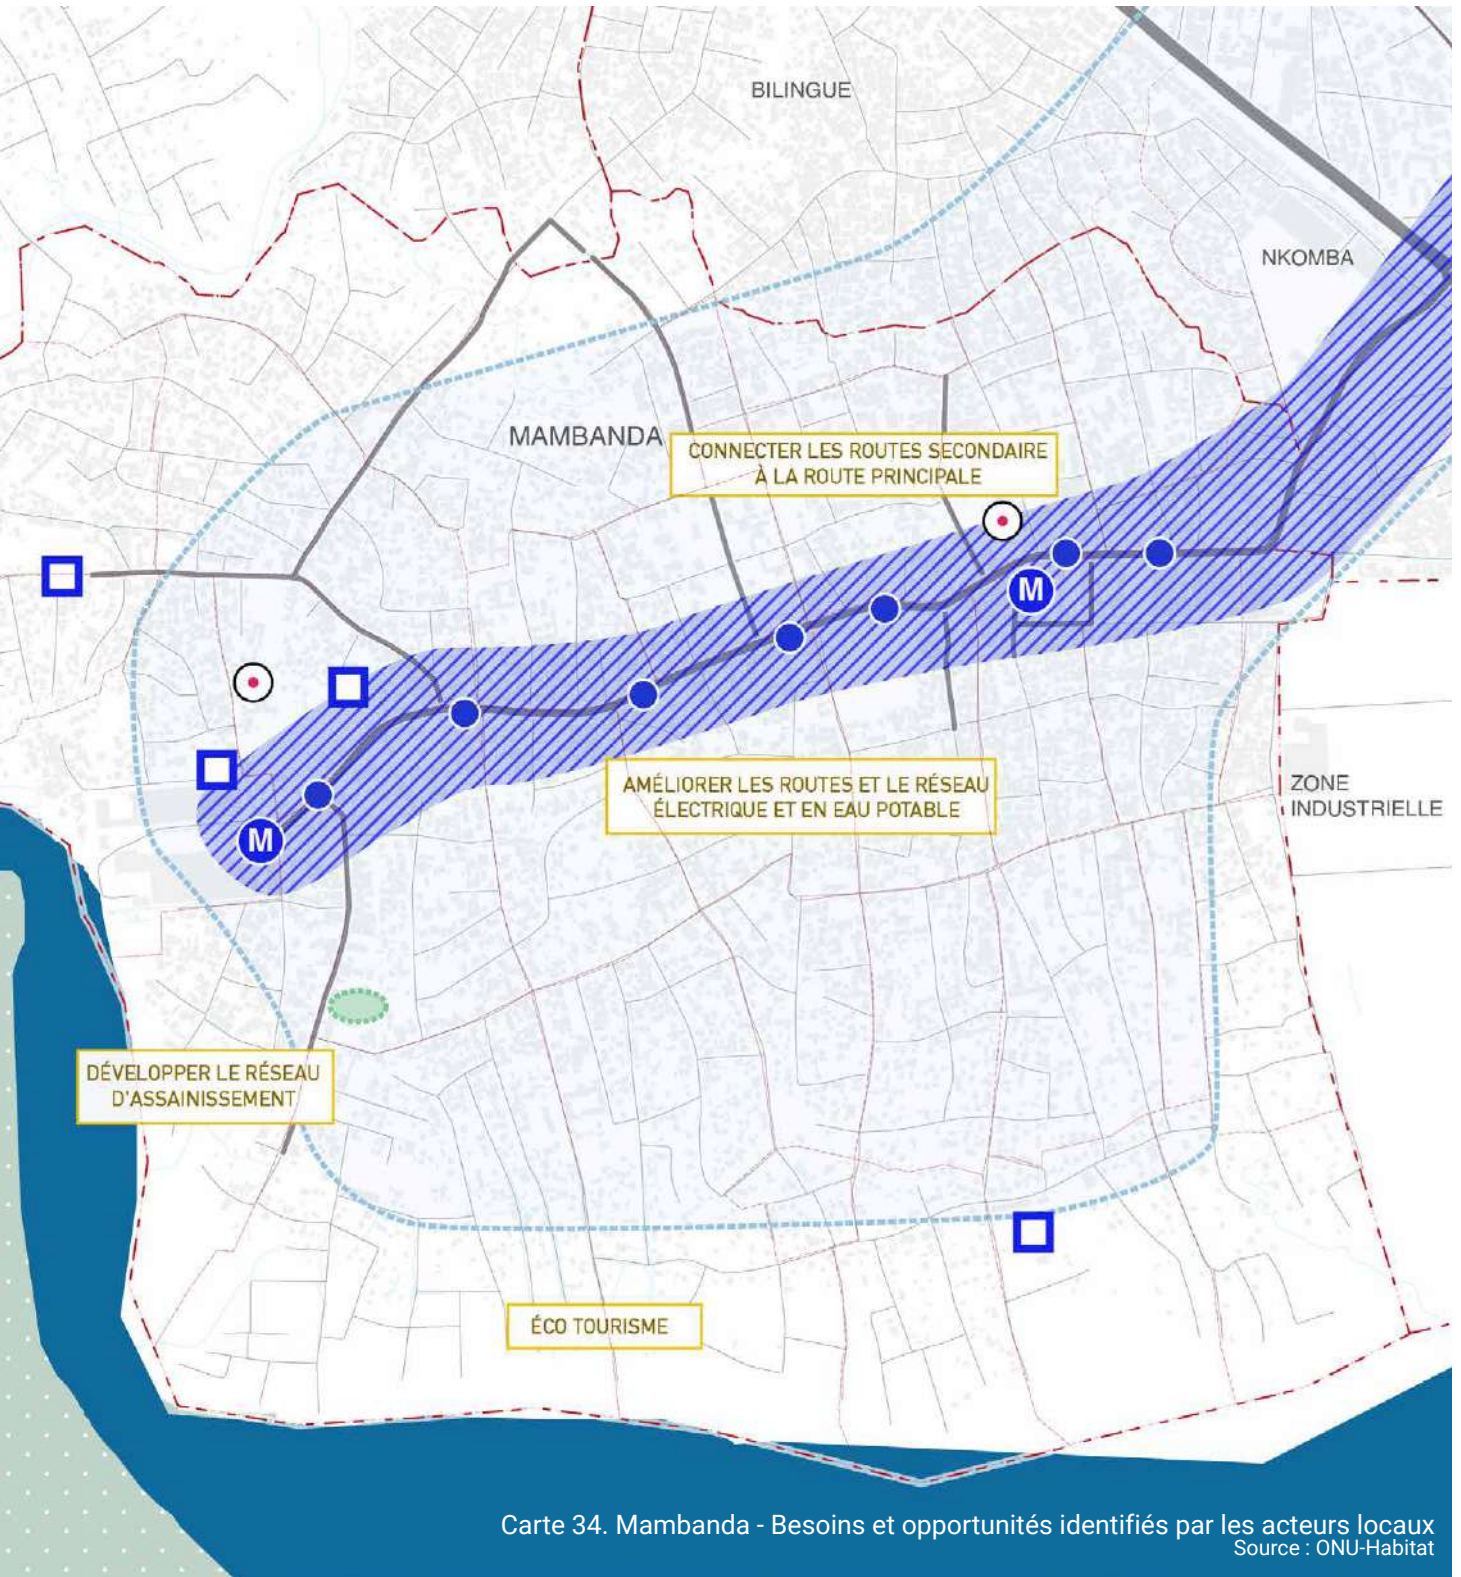 BILINGUE
NKOMBA
MAMBANDA
CONNECTER LES ROUTES SECONDAIRE
À LA ROUTE PRINCIPALE
M
AMÉLIORER LES ROUTES ET LE RÉSEAU
ÉLECTRIQUE ET EN EAU POTABLE
ZONE
INDUSTRIELLE
M
DÉVELOPPER LE RÉSEAU
D'ASSAINISSEMENT
ÉCO TOURISME
Carte 34. Mambanda - Besoins et opportunités identifiés par les acteurs locaux
Source : ONU-Habitat